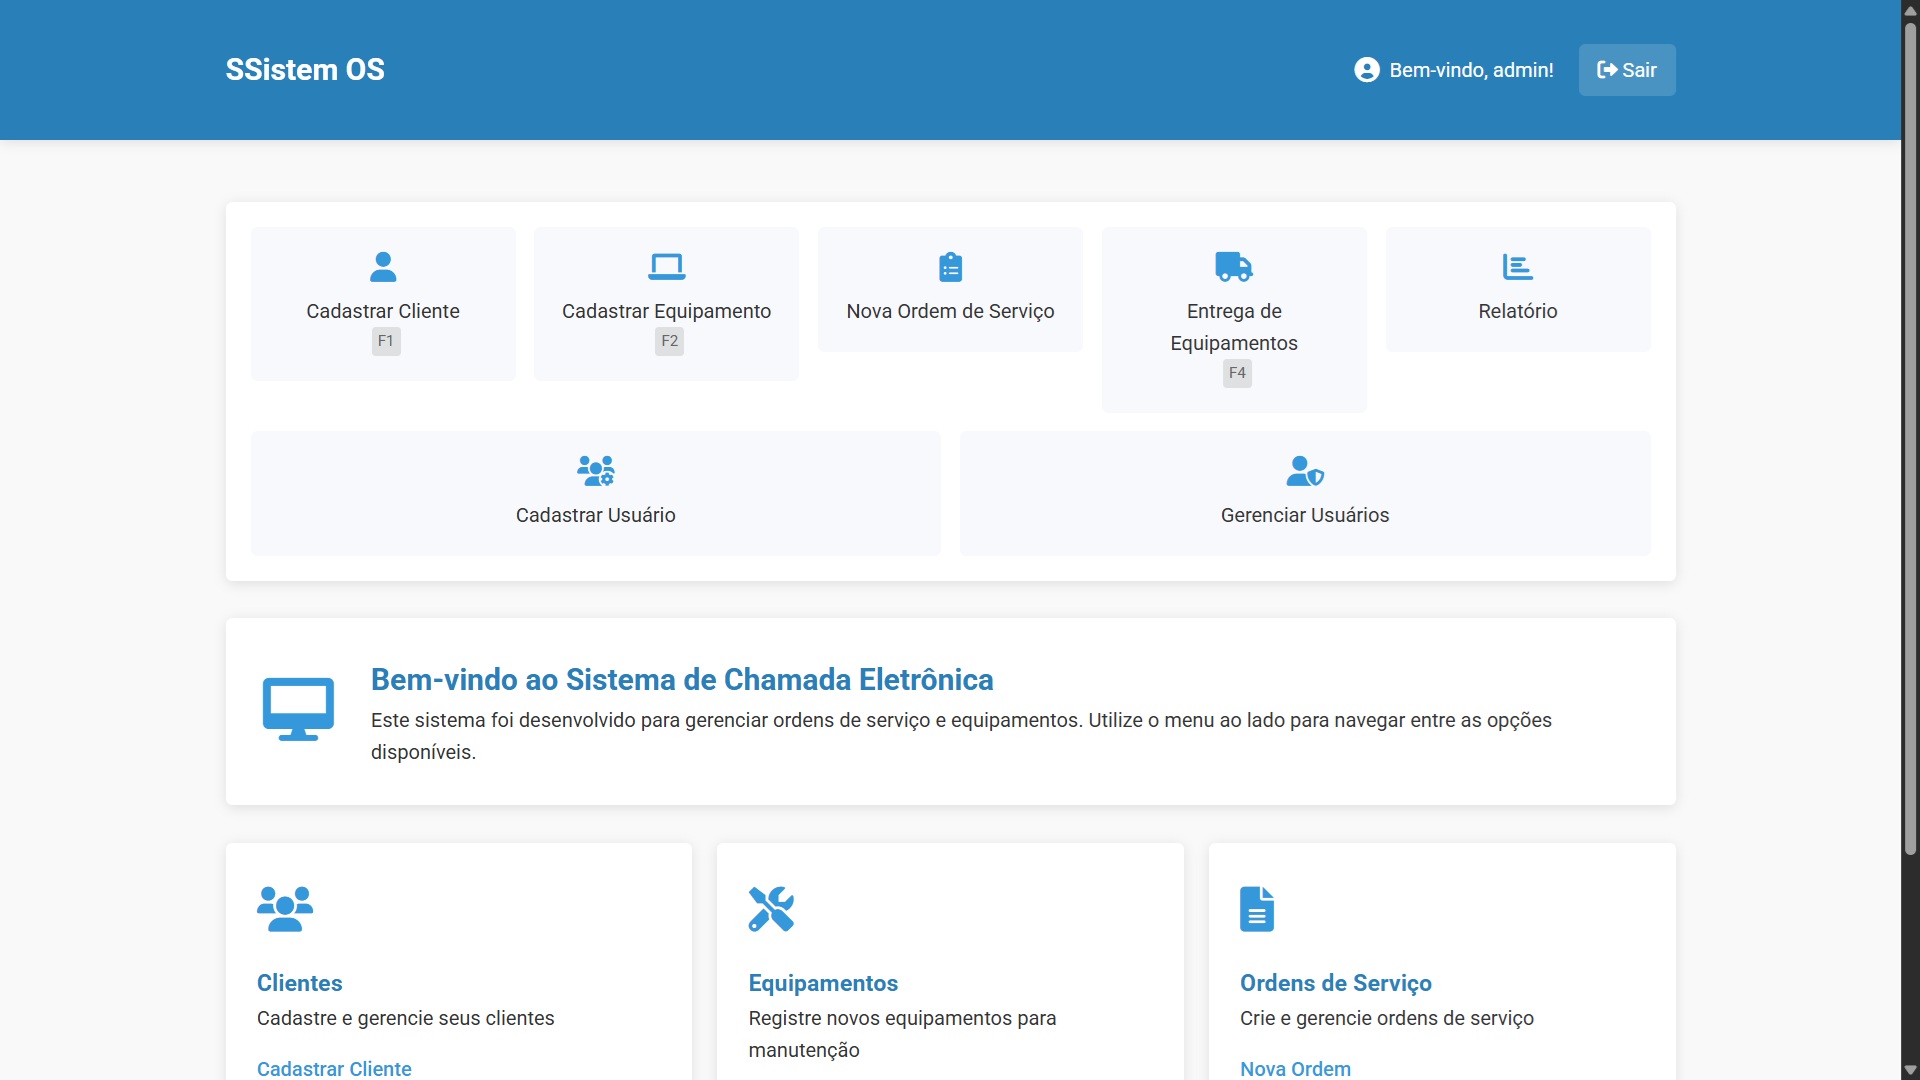 SSistem OS
Bem-vindo, admin!
Sair
Cadastrar Cliente
F1
Cadastrar Equipamento
F2
Nova Ordem de Serviço
Entrega de
Equipamentos
F4
Relatório
Cadastrar Usuário
Gerenciar Usuários
Bem-vindo ao Sistema de Chamada Eletrônica
Este sistema foi desenvolvido para gerenciar ordens de serviço e equipamentos. Utilize o menu ao lado para navegar entre as opções
disponíveis.
Clientes
Cadastre e gerencie seus clientes
Cadastrar Cliente
Equipamentos
Registre novos equipamentos para
manutenção
Ordens de Serviço
Crie e gerencie ordens de serviço
Nova Ordem